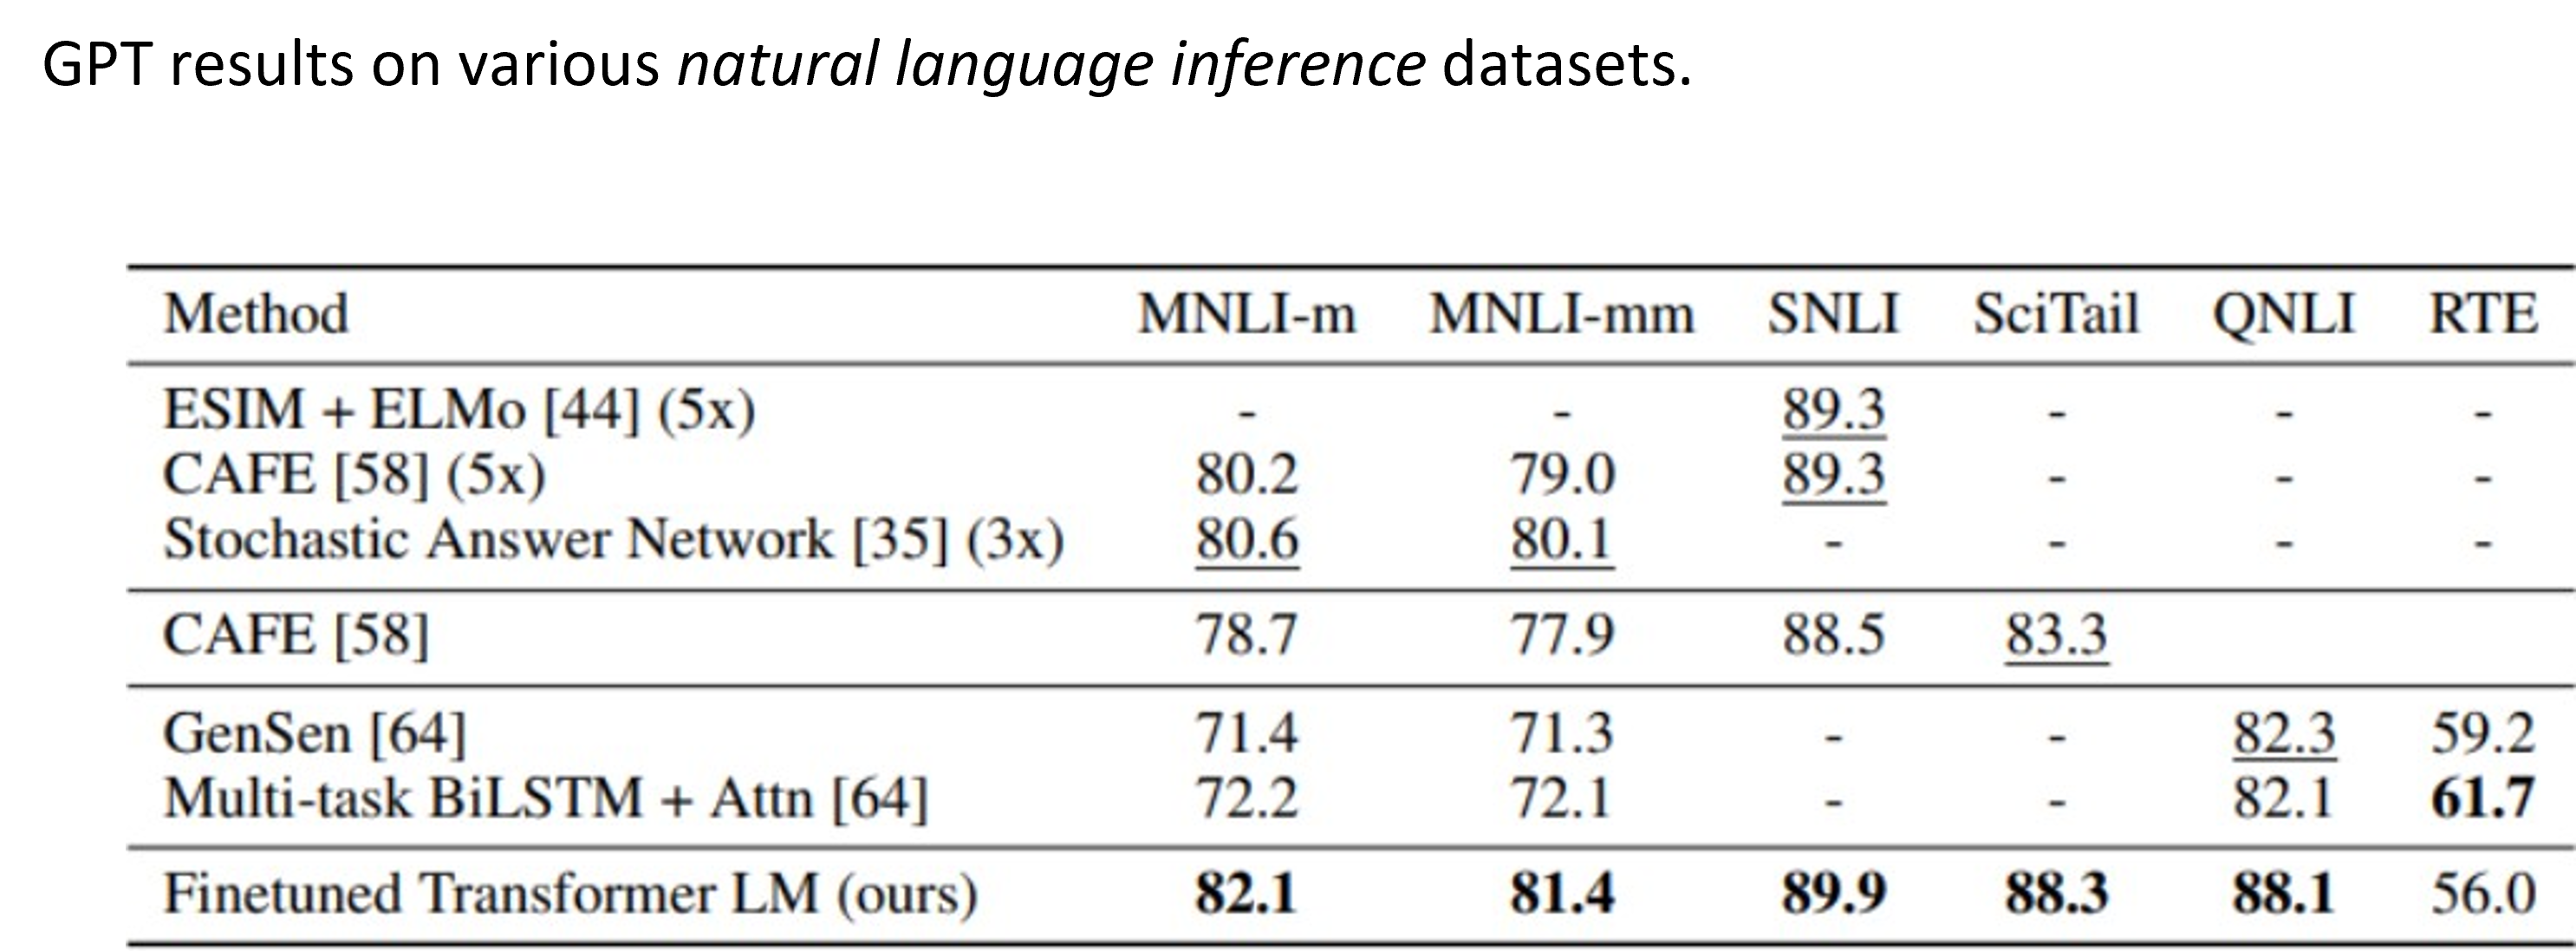 GPT results on various natural language inference datasets.
Method MNLI-m MNLI-mm SNLI SciTail QNLI RTE
ESIM + ELMo [44] (5x) - - 89.3 - - -
CAFE [58] (5x) 80.2 79.0 89.3 - - -
Stochastic Answer Network [35] (3x) 80.6 80.1 - - - -
CAFE [58] 78.7 77.9 88.5 83.3
GenSen [64] 71.4 71.3 - - 82.3 59.2
Multi-task BiLSTM + Attn [64] 72.2 72.1 - - 82.1 61.7
Finetuned Transformer LM (ours) 82.1 81.4 89.9 88.3 88.1 56.0